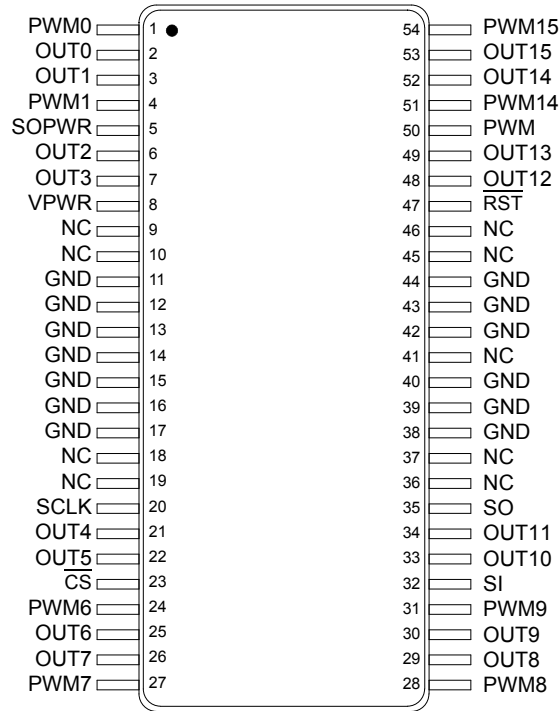 PWM0 1 54 PWM15
OUT0 2 53 OUT15
OUT1 3 52 OUT14
PWM1 4 51 PWM14
SOPWR 5 50 PWM
OUT2 6 49 OUT13
OUT3 7 48 OUT12
VPWR 8 47 RST
NC 9 46 NC
NC 10 45 NC
GND 11 44 GND
GND 12 43 GND
GND 13 42 GND
GND 14 41 NC
GND 15 40 GND
GND 16 39 GND
GND 17 38 GND
NC 18 37 NC
NC 19 36 NC
SCLK 20 35 SO
OUT4 21 34 OUT11
OUT5 22 33 OUT10
CS 23 32 SI
PWM6 24 31 PWM9
OUT6 25 30 OUT9
OUT7 26 29 OUT8
PWM7 27 28 PWM8